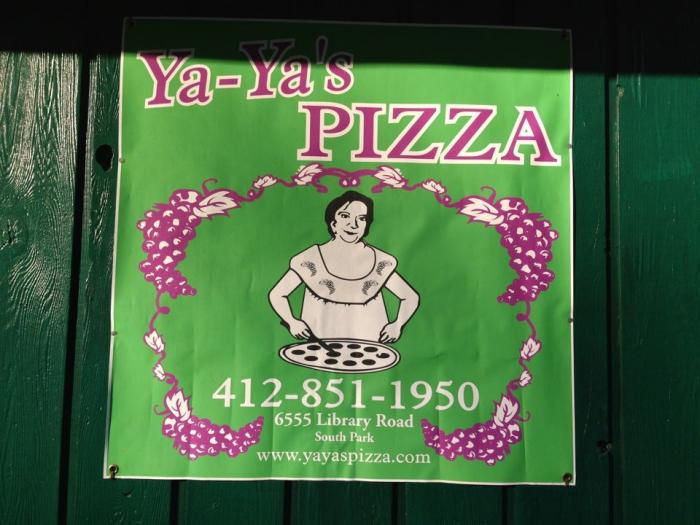 Ya-Ya's
PIZZA
412-851-1950
6555 Library Road
South Park
www.yayaspizza.com